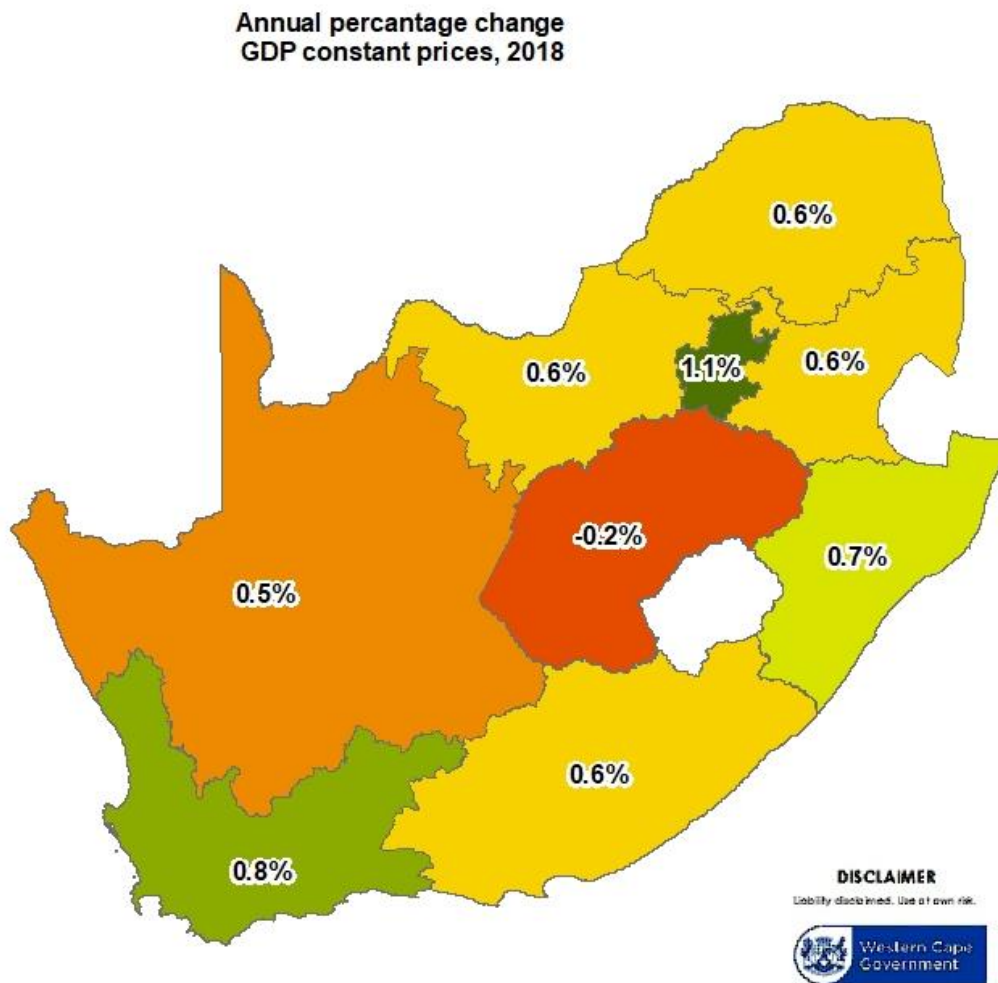 Annual percantage change
GDP constant prices, 2018
0.6%
0.6%
1.1%
0.6%
-0.2%
0.7%
0.5%
0.6%
0.8%
DISCLAIMER
Liability disclaimed. Use at own risk.
Western Cape
Government